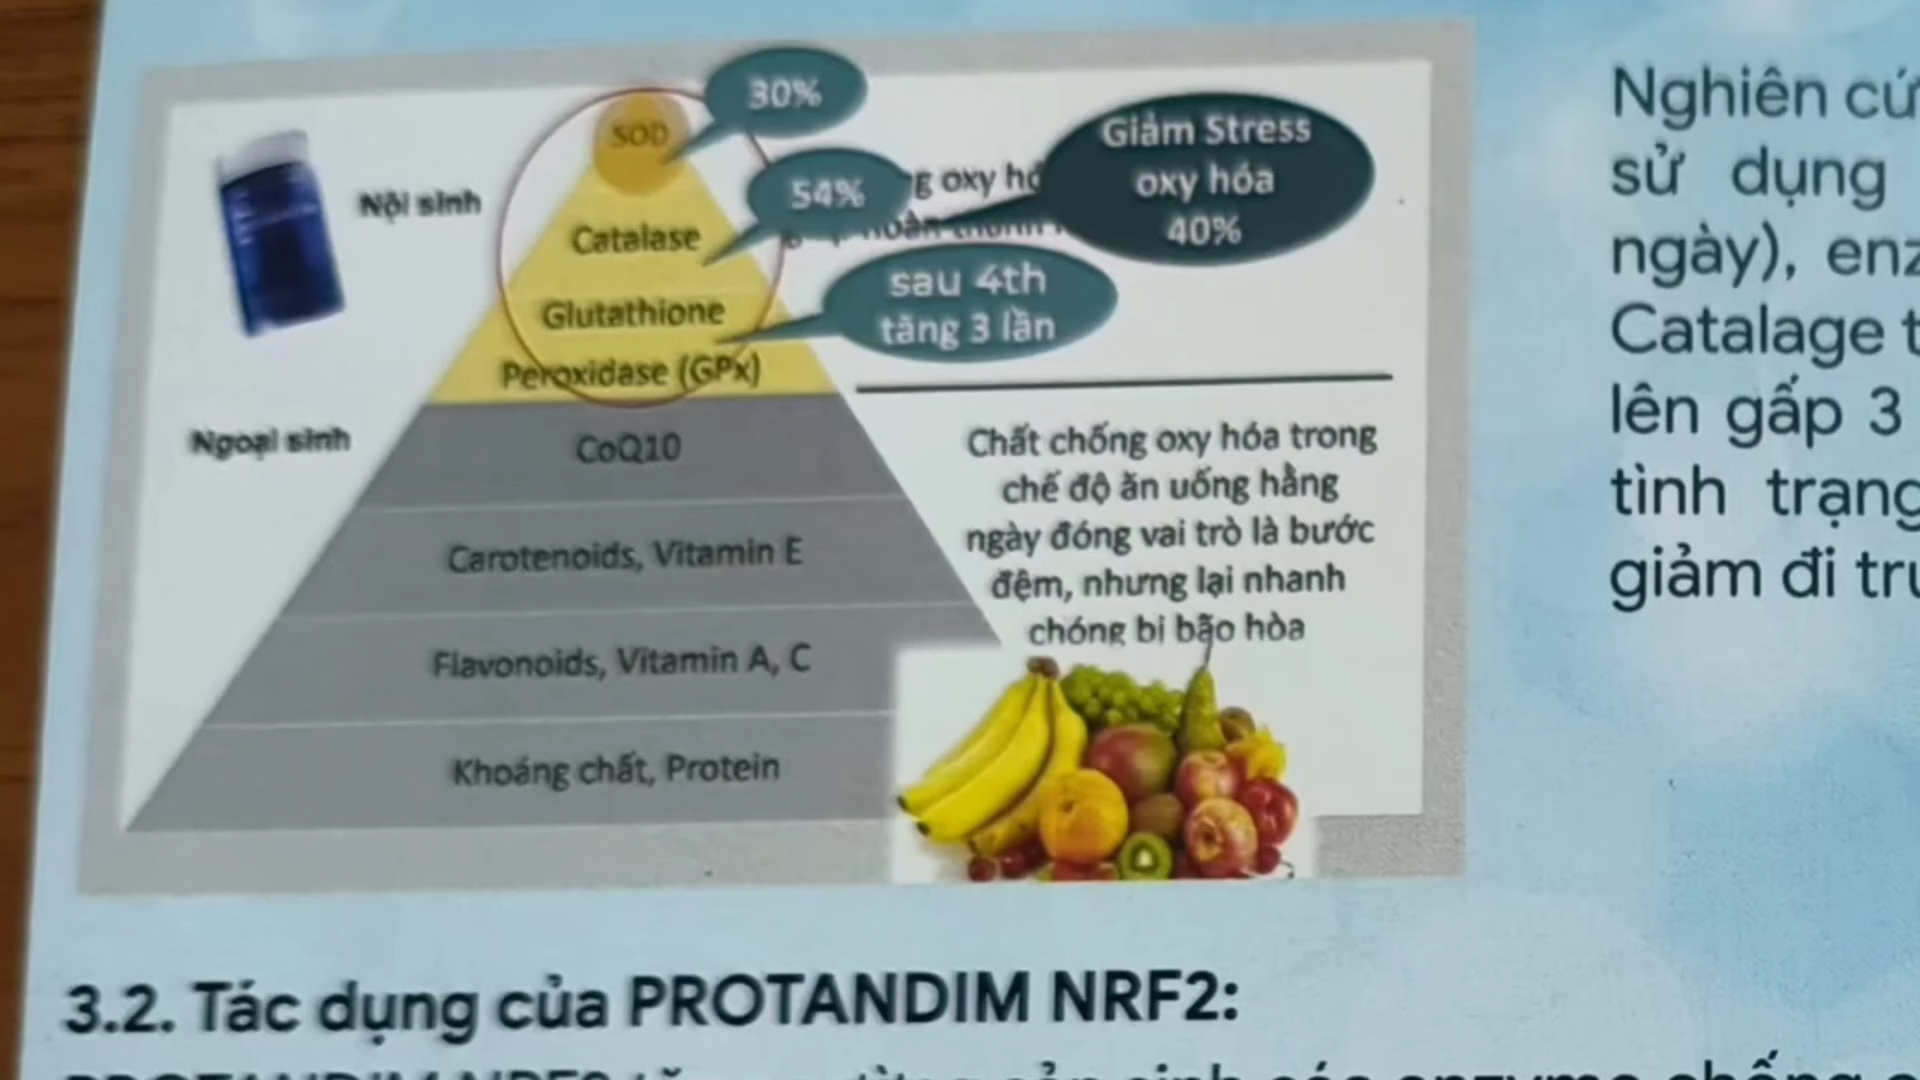 30%
SOD
Giảm Stress
oxy hóa
40%
54%
g oxy hó
Nội sinh
Catalase
sau 4th
tăng 3 lần
Glutathione
Peroxidase (GPx)
Ngoại sinh
CoQ10
Carotenoids, Vitamin E
Flavonoids, Vitamin A, C
Khoáng chất, Protein
Chất chống oxy hóa trong
chế độ ăn uống hằng
ngày đóng vai trò là bước
đệm, nhưng lại nhanh
chóng bị bão hòa
Nghiên cứ
sử dụng
ngày), enz
Catalage t
lên gấp 3
tình trạng
giảm đi tru
3.2. Tác dụng của PROTANDIM NRF2: